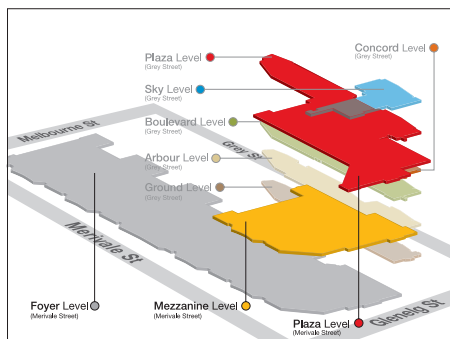 Plaza Level
(Grey Street)
Concord Level
(Grey Street)
Sky Level
(Grey Street)
Boulevard Level
(Grey Street)
Melbourne St
Grey St
Arbour Level
(Grey Street)
Ground Level
(Grey Street)
Merivale St
Foyer Level
(Merivale Street)
Mezzanine Level
(Merivale Street)
Plaza Level
(Merivale Street)
Glenelg St